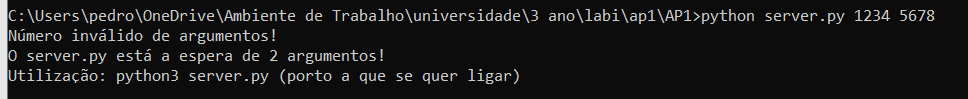 C:\Users\pedro\OneDrive\Ambiente de Trabalho\universidade\3 ano\labi\ap1\AP1>python server.py 1234 5678
Número inválido de argumentos!
O server.py está a espera de 2 argumentos!
Utilização: python3 server.py (porto a que se quer ligar)